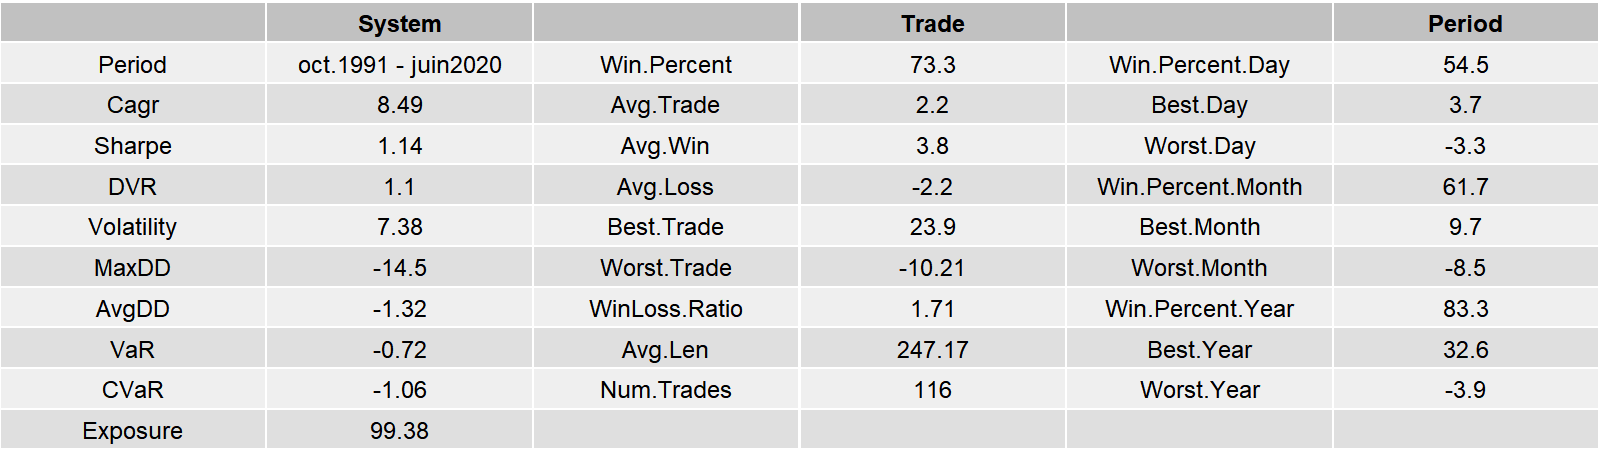 System Trade Period
Period oct.1991 - juin2020 Win.Percent 73.3 Win.Percent.Day 54.5
Cagr 8.49 Avg.Trade 2.2 Best.Day 3.7
Sharpe 1.14 Avg.Win 3.8 Worst.Day -3.3
DVR 1.1 Avg.Loss -2.2 Win.Percent.Month 61.7
Volatility 7.38 Best.Trade 23.9 Best.Month 9.7
MaxDD -14.5 Worst.Trade -10.21 Worst.Month -8.5
AvgDD -1.32 WinLoss.Ratio 1.71 Win.Percent.Year 83.3
VaR -0.72 Avg.Len 247.17 Best.Year 32.6
CVaR -1.06 Num.Trades 116 Worst.Year -3.9
Exposure 99.38